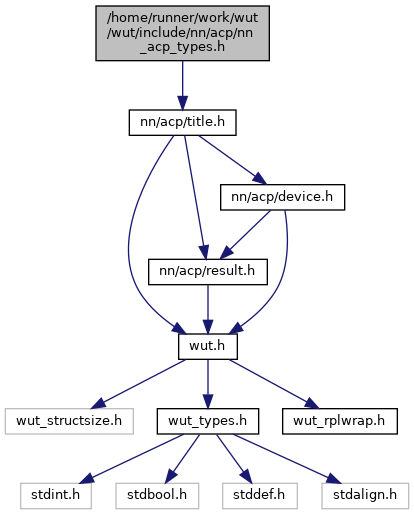 /home/runner/work/wut
/wut/include/nn/acp/nn
_acp_types.h
nn/acp/title.h
nn/acp/device.h
nn/acp/result.h
wut.h
wut_structsize.h
wut_types.h
wut_rplwrap.h
stdint.h
stdbool.h
stddef.h
stdalign.h